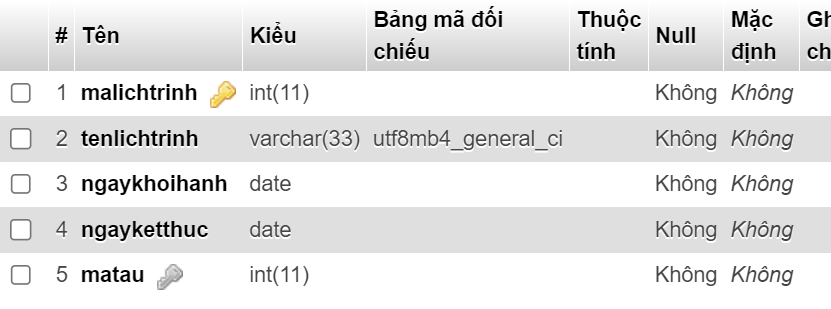 # Tên Kiểu Bảng mã đối chiếu Thuộc tính Null Mặc định Gh ch
1 malichtrinh int(11) Không Không
2 tenlichtrinh varchar(33) utf8mb4_general_ci Không Không
3 ngaykhoihanh date Không Không
4 ngayketthuc date Không Không
5 matau int(11) Không Không